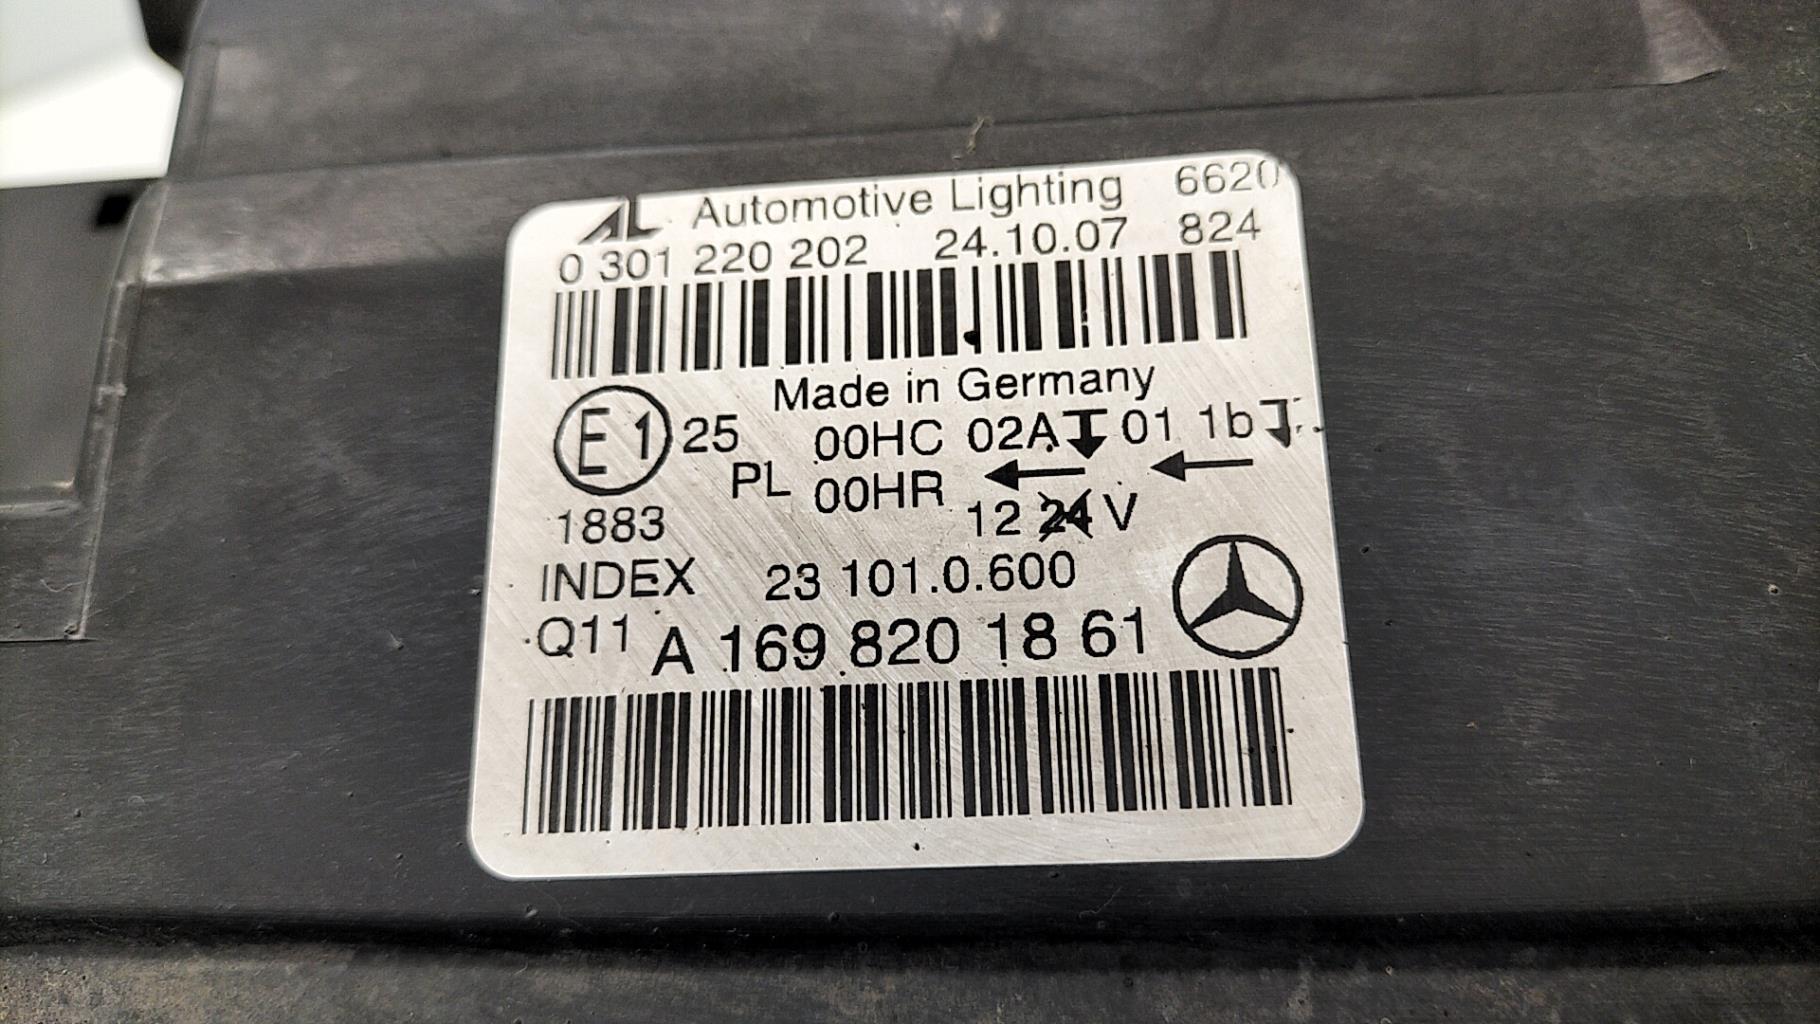 AL Automotive Lighting 6620
0 301 220 202 24.10.07 824
Made in Germany
E1 25 00HC 02A 01 1b
PL 00HR
1883 12 24 V
INDEX 23 101.0.600
Q11 A 169 820 18 61